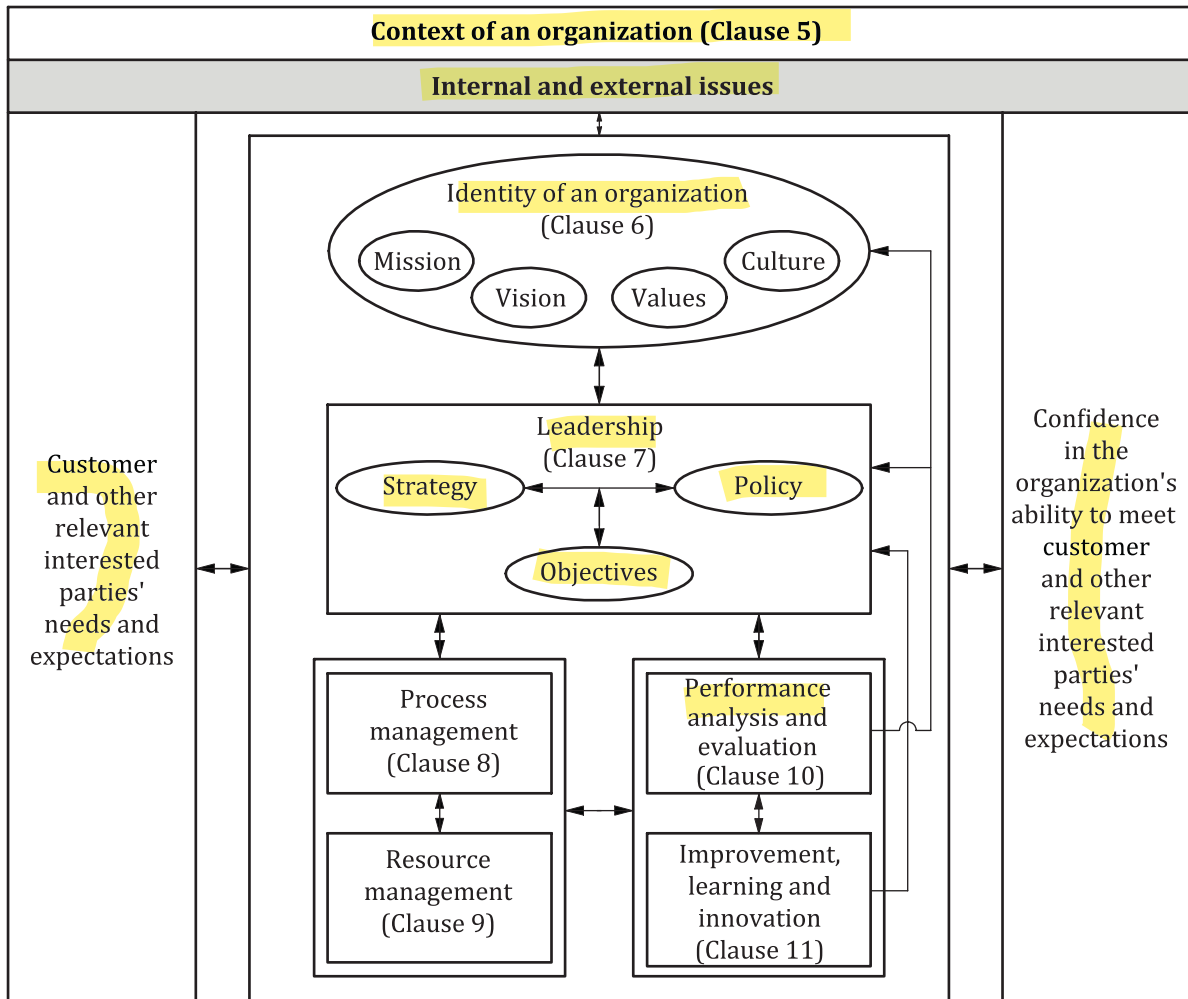 Context of an organization (Clause 5)
Internal and external issues
Identity of an organization
(Clause 6)
Mission
Vision
Values
Culture
Customer
and other
relevant
interested
parties'
needs and
expectations
Leadership
(Clause 7)
Strategy
Policy
Objectives
Confidence
in the
organization's
ability to meet
customer
and other
relevant
interested
parties'
needs and
expectations
Process
management
(Clause 8)
Resource
management
(Clause 9)
Performance
analysis and
evaluation
(Clause 10)
Improvement,
learning and
innovation
(Clause 11)